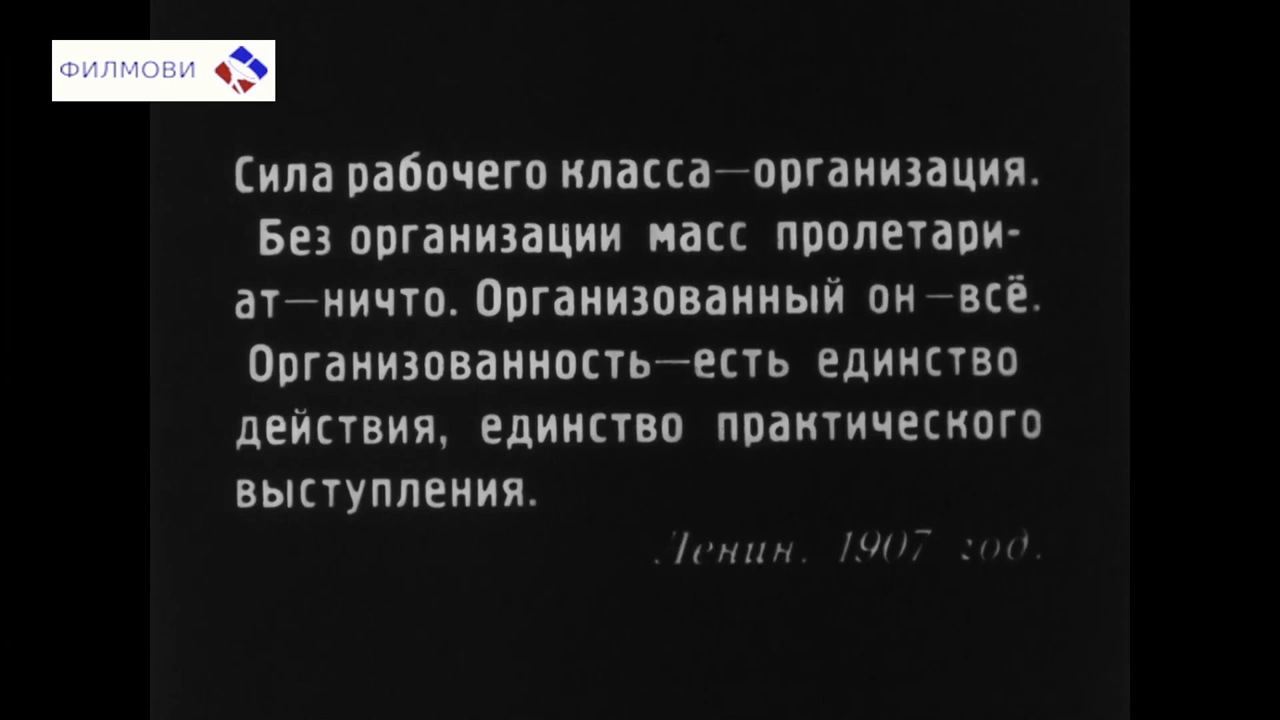 ФИЛМОВИ
Сила рабочего класса—организация.
Без организации масс пролетари-
ат—ничто. Организованный он—всё.
Организованность—есть единство
действия, единство практического
выступления.
Ленин. 1907 год.